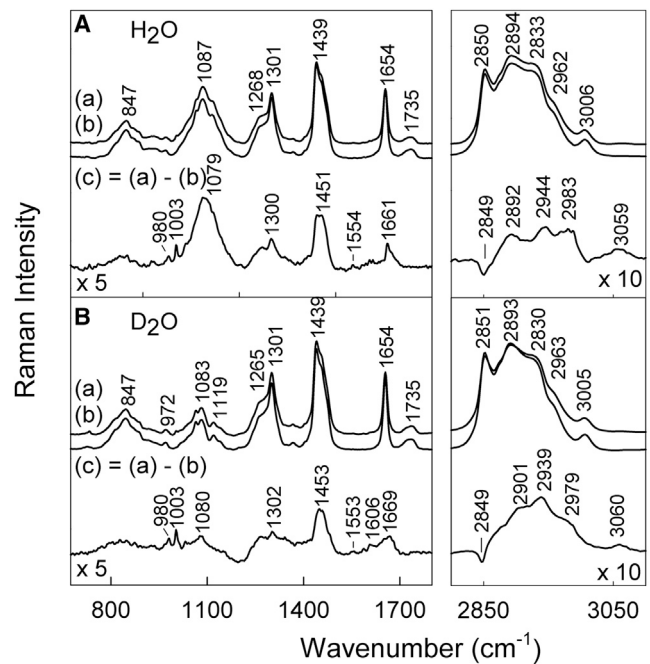 A H₂O
847 1087 1268 1301 1439 1654 1735
2850 2894 2833 2962 3006
(a)
(b)
(c) = (a) - (b)
980 1003 1079 1300 1451 1554 1661
2849 2892 2944 2983 3059
x 5
x 10
B D₂O
847 972 1083 1119 1265 1301 1439 1654 1735
2851 2893 2830 2963 3005
(a)
(b)
(c) = (a) - (b)
980 1003 1080 1302 1453 1553 1606 1669
2849 2901 2939 2979 3060
x 5
x 10
800 1100 1400 1700 2850 3050
Wavenumber (cm⁻¹)
Raman Intensity